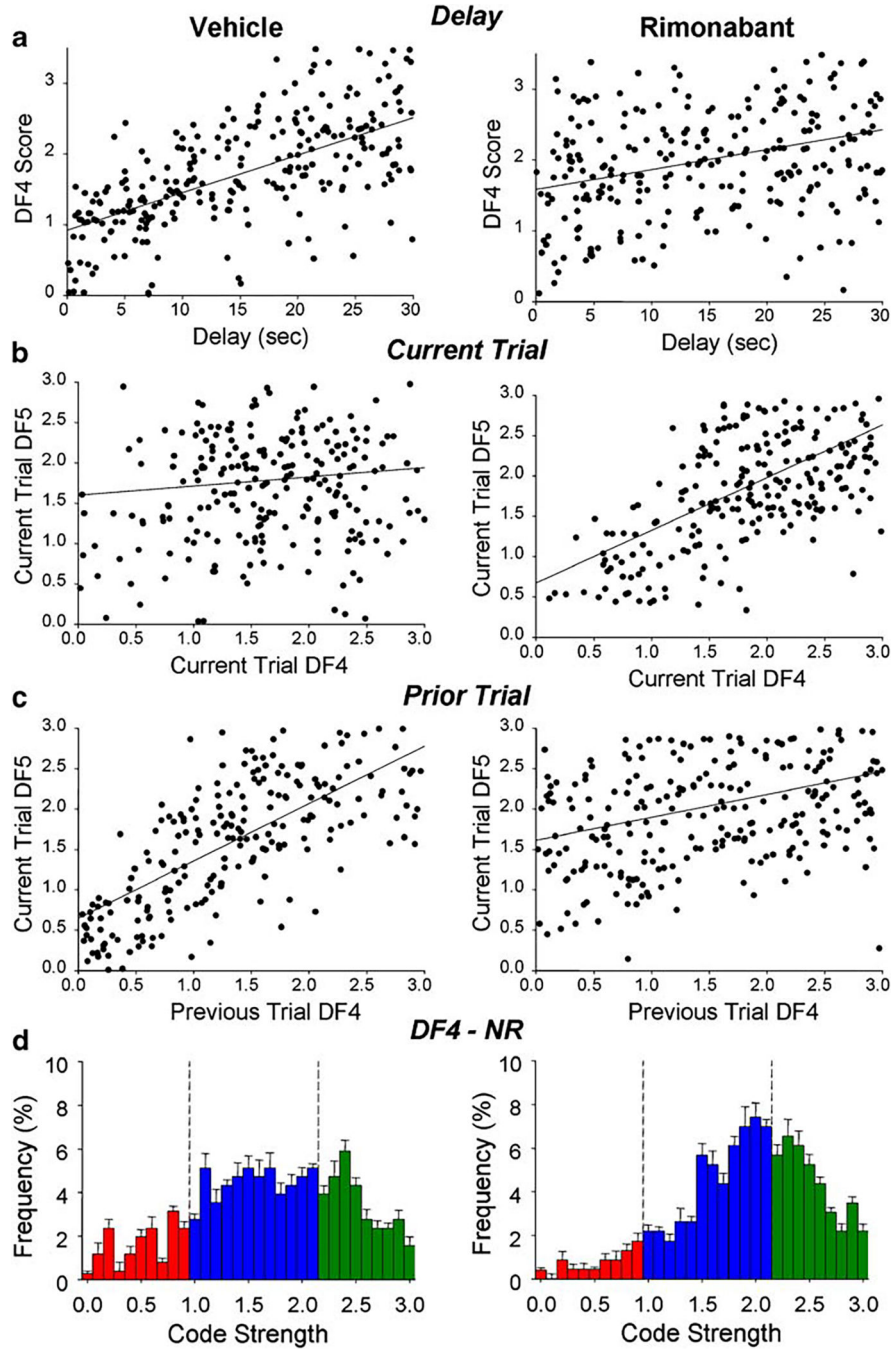 Delay
Vehicle Rimonabant
a
DF4 Score
3
2
1
0
0 5 10 15 20 25 30
Delay (sec)
DF4 Score
3
2
1
0
0 5 10 15 20 25 30
Delay (sec)
b
Current Trial
Current Trial DF5
3.0
2.5
2.0
1.5
1.0
0.5
0.0
0.0 0.5 1.0 1.5 2.0 2.5 3.0
Current Trial DF4
Current Trial DF5
3.0
2.5
2.0
1.5
1.0
0.5
0.0
0.0 0.5 1.0 1.5 2.0 2.5 3.0
Current Trial DF4
c
Prior Trial
Current Trial DF5
3.0
2.5
2.0
1.5
1.0
0.5
0.0
0.0 0.5 1.0 1.5 2.0 2.5 3.0
Previous Trial DF4
Current Trial DF5
3.0
2.5
2.0
1.5
1.0
0.5
0.0
0.0 0.5 1.0 1.5 2.0 2.5 3.0
Previous Trial DF4
d
DF4 - NR
Frequency (%)
10
8
6
4
2
0
0.0 0.5 1.0 1.5 2.0 2.5 3.0
Code Strength
Frequency (%)
10
8
6
4
2
0
0.0 0.5 1.0 1.5 2.0 2.5 3.0
Code Strength